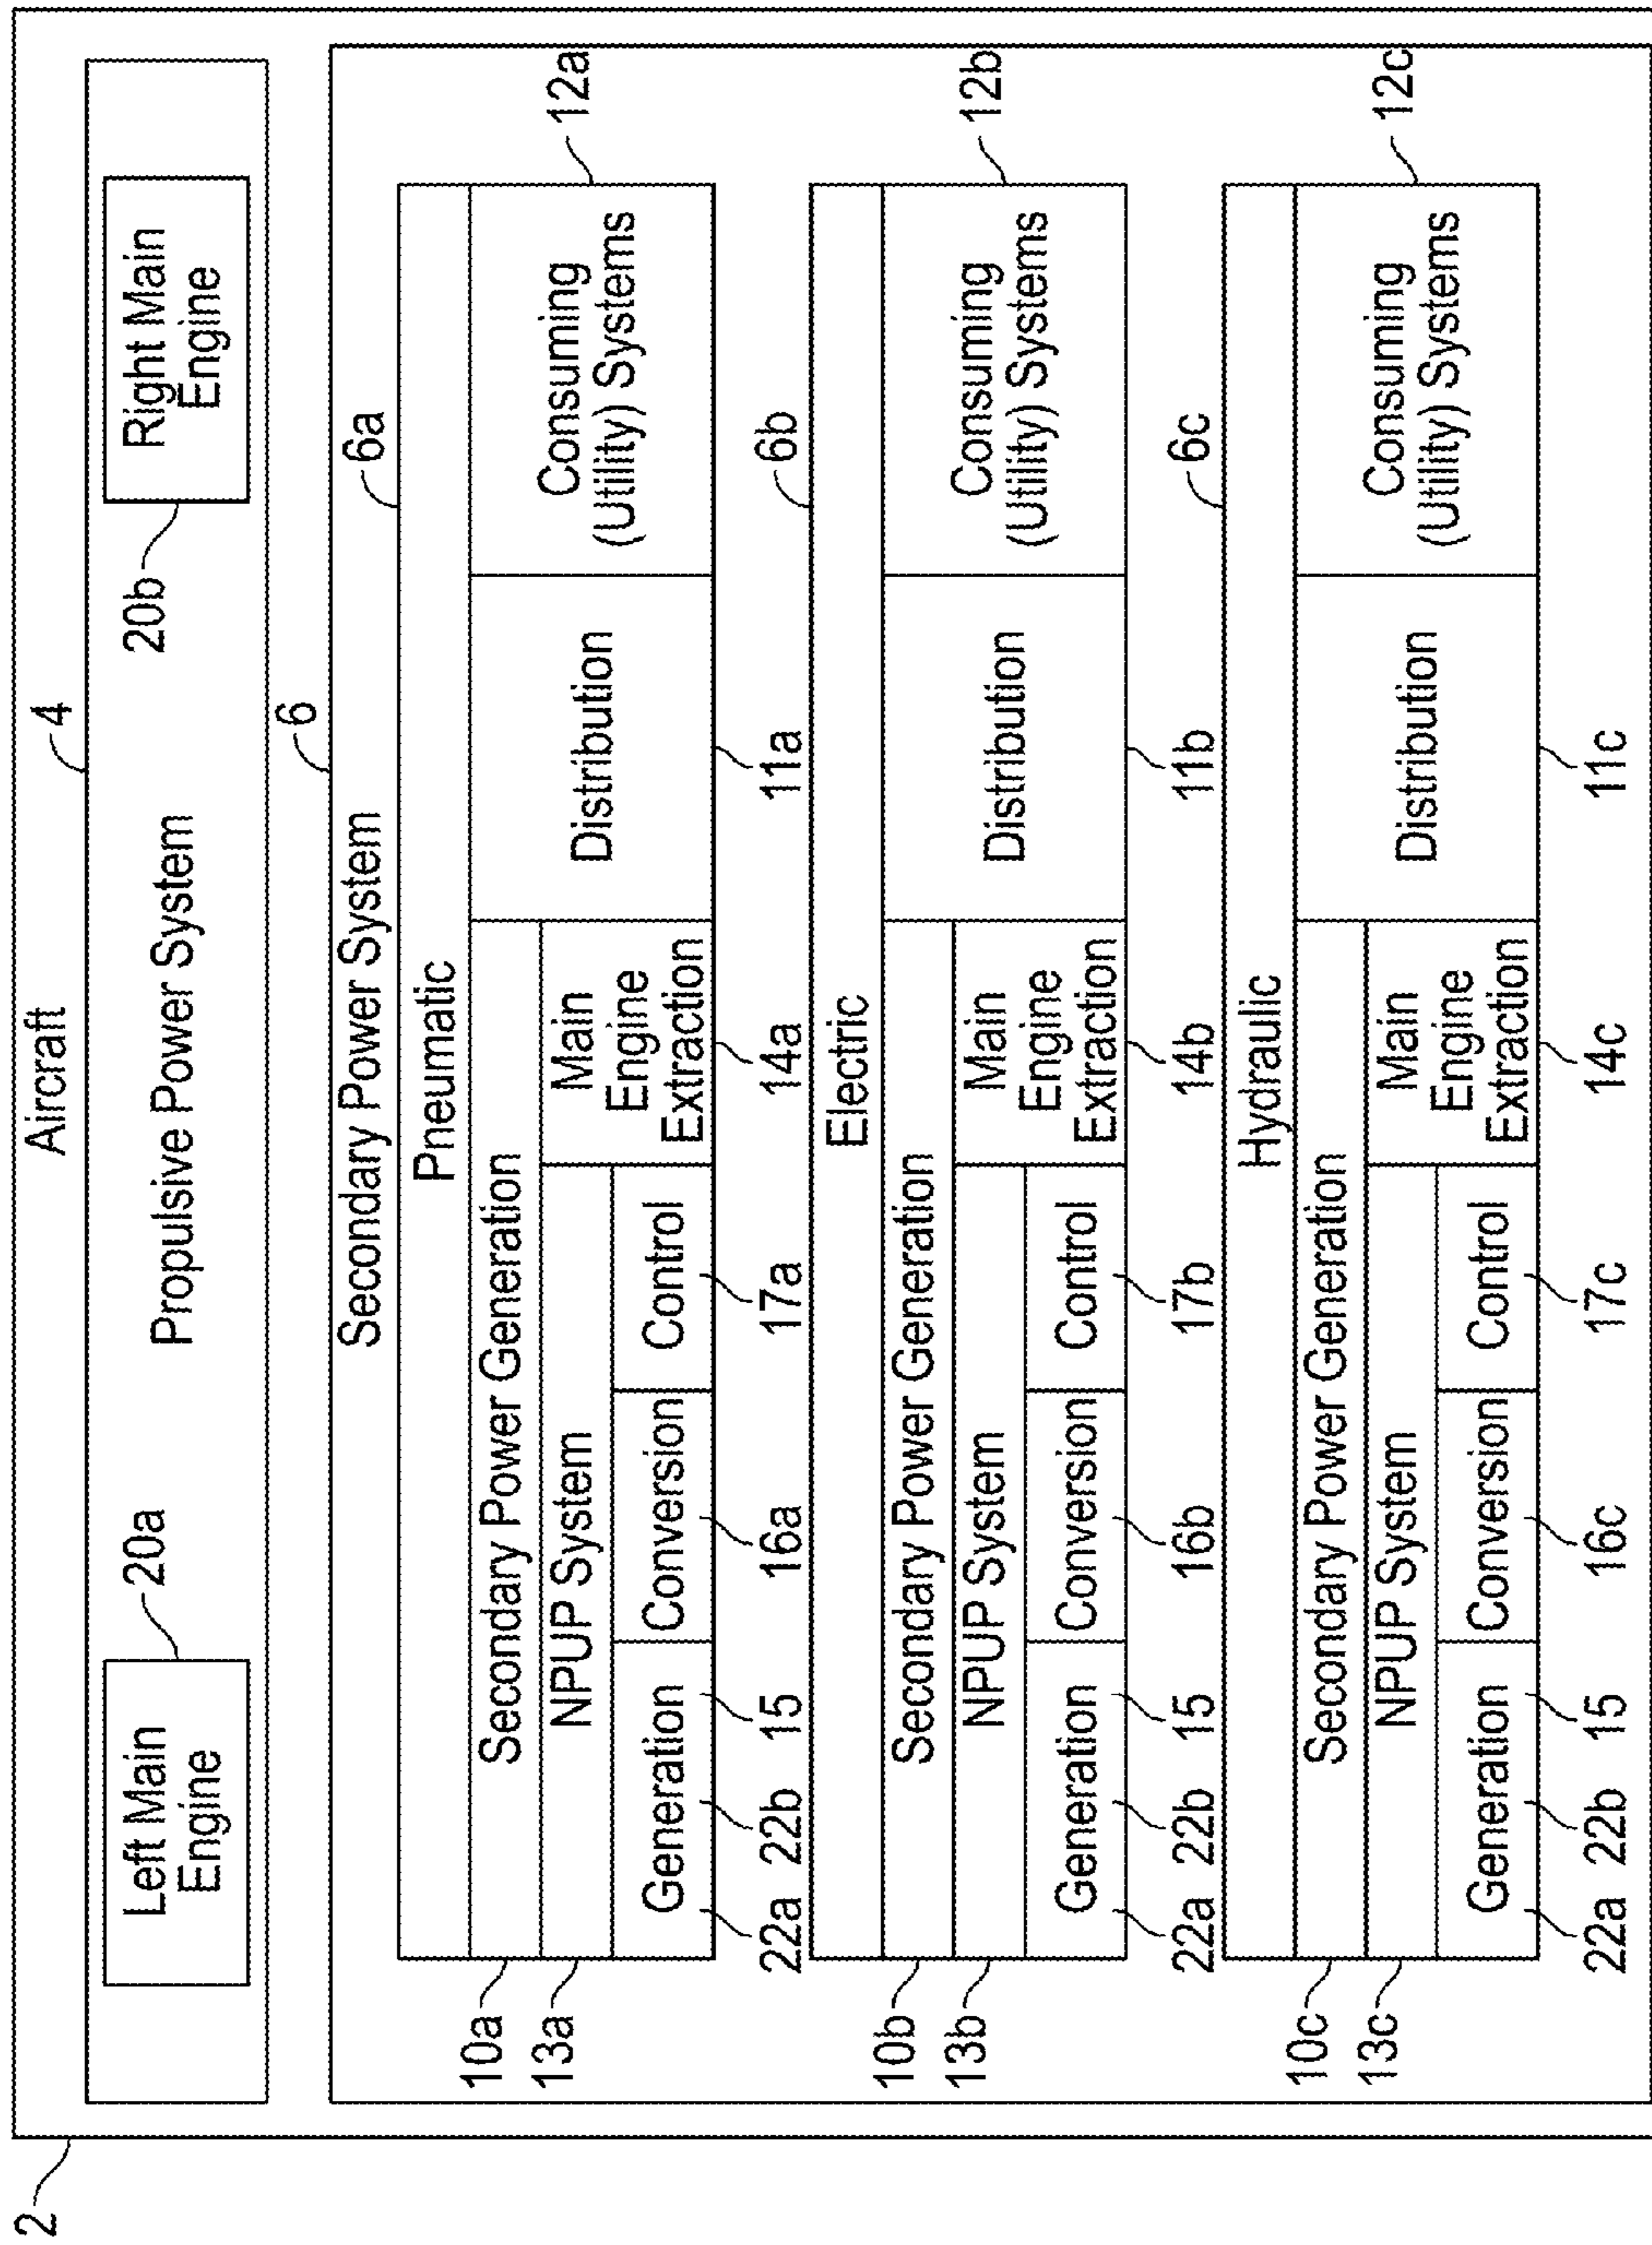 2
Aircraft
4
Left Main
Engine
20a
Propulsive Power System
20b
Right Main
Engine
6
Secondary Power System
6a
Pneumatic
10a
Secondary Power Generation
13a
NPUP System
Generation
Conversion
Control
Main
Engine
Extraction
Distribution
Consuming
(Utility) Systems
12a
22a 22b 15 16a 17a 14a 11a
6b
Electric
10b
Secondary Power Generation
13b
NPUP System
Generation
Conversion
Control
Main
Engine
Extraction
Distribution
Consuming
(Utility) Systems
12b
22a 22b 15 16b 17b 14b 11b
6c
Hydraulic
10c
Secondary Power Generation
13c
NPUP System
Generation
Conversion
Control
Main
Engine
Extraction
Distribution
Consuming
(Utility) Systems
12c
22a 22b 15 16c 17c 14c 11c